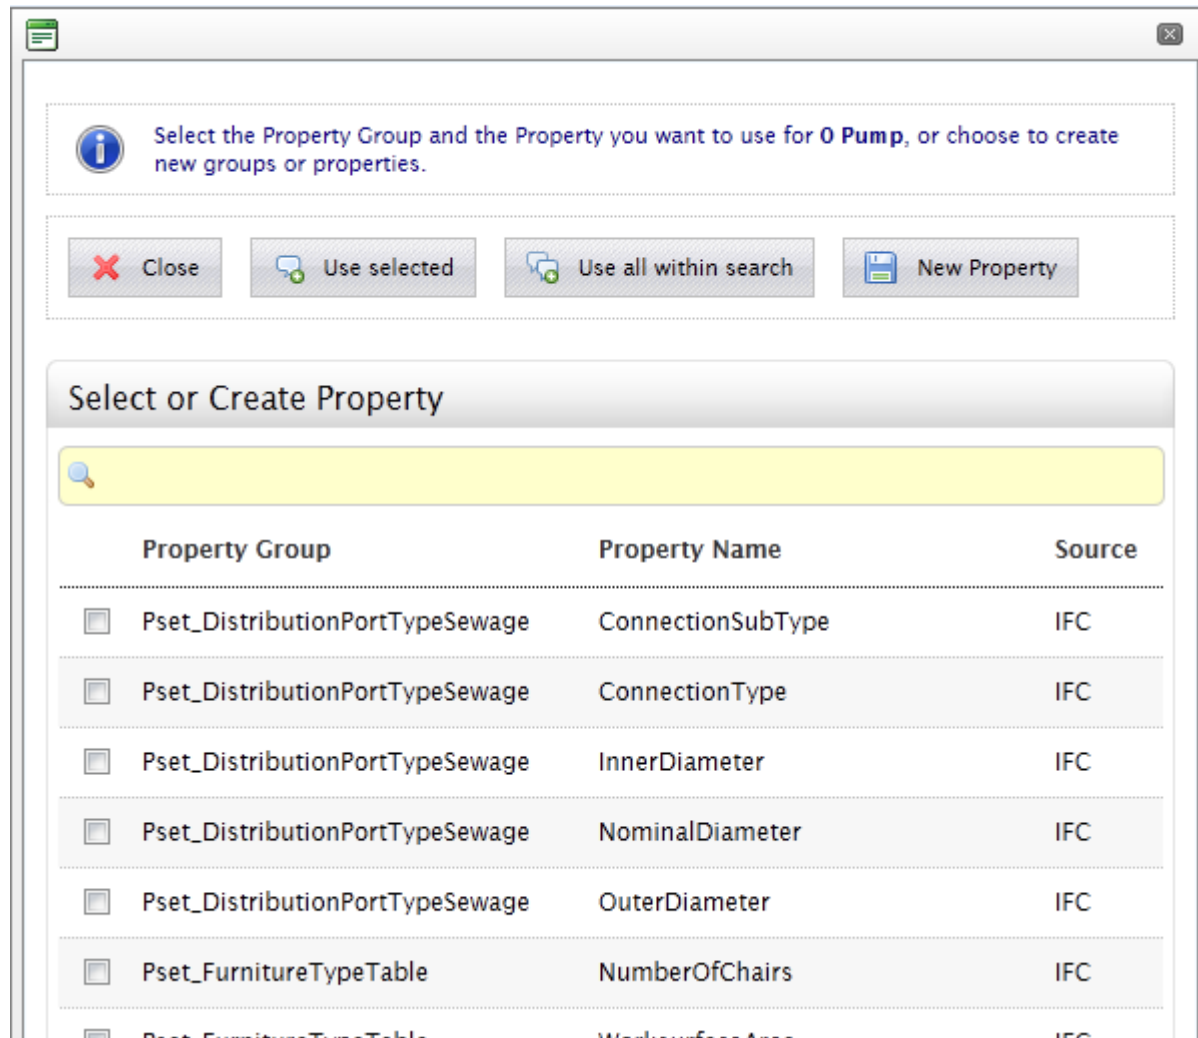 Select the Property Group and the Property you want to use for 0 Pump, or choose to create
new groups or properties.
Close Use selected Use all within search New Property
Select or Create Property
Property Group Property Name Source
Pset_DistributionPortTypeSewage ConnectionSubType IFC
Pset_DistributionPortTypeSewage ConnectionType IFC
Pset_DistributionPortTypeSewage InnerDiameter IFC
Pset_DistributionPortTypeSewage NominalDiameter IFC
Pset_DistributionPortTypeSewage OuterDiameter IFC
Pset_FurnitureTypeTable NumberOfChairs IFC
Pset_FurnitureTypeTable WorksurfaceArea IFC